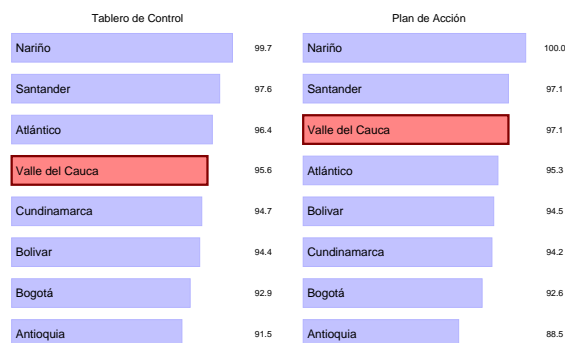 Tablero de Control
Nariño 99.7
Santander 97.6
Atlántico 96.4
Valle del Cauca 95.6
Cundinamarca 94.7
Bolivar 94.4
Bogotá 92.9
Antioquia 91.5
Plan de Acción
Nariño 100.0
Santander 97.1
Valle del Cauca 97.1
Atlántico 95.3
Bolivar 94.5
Cundinamarca 94.2
Bogotá 92.6
Antioquia 88.5